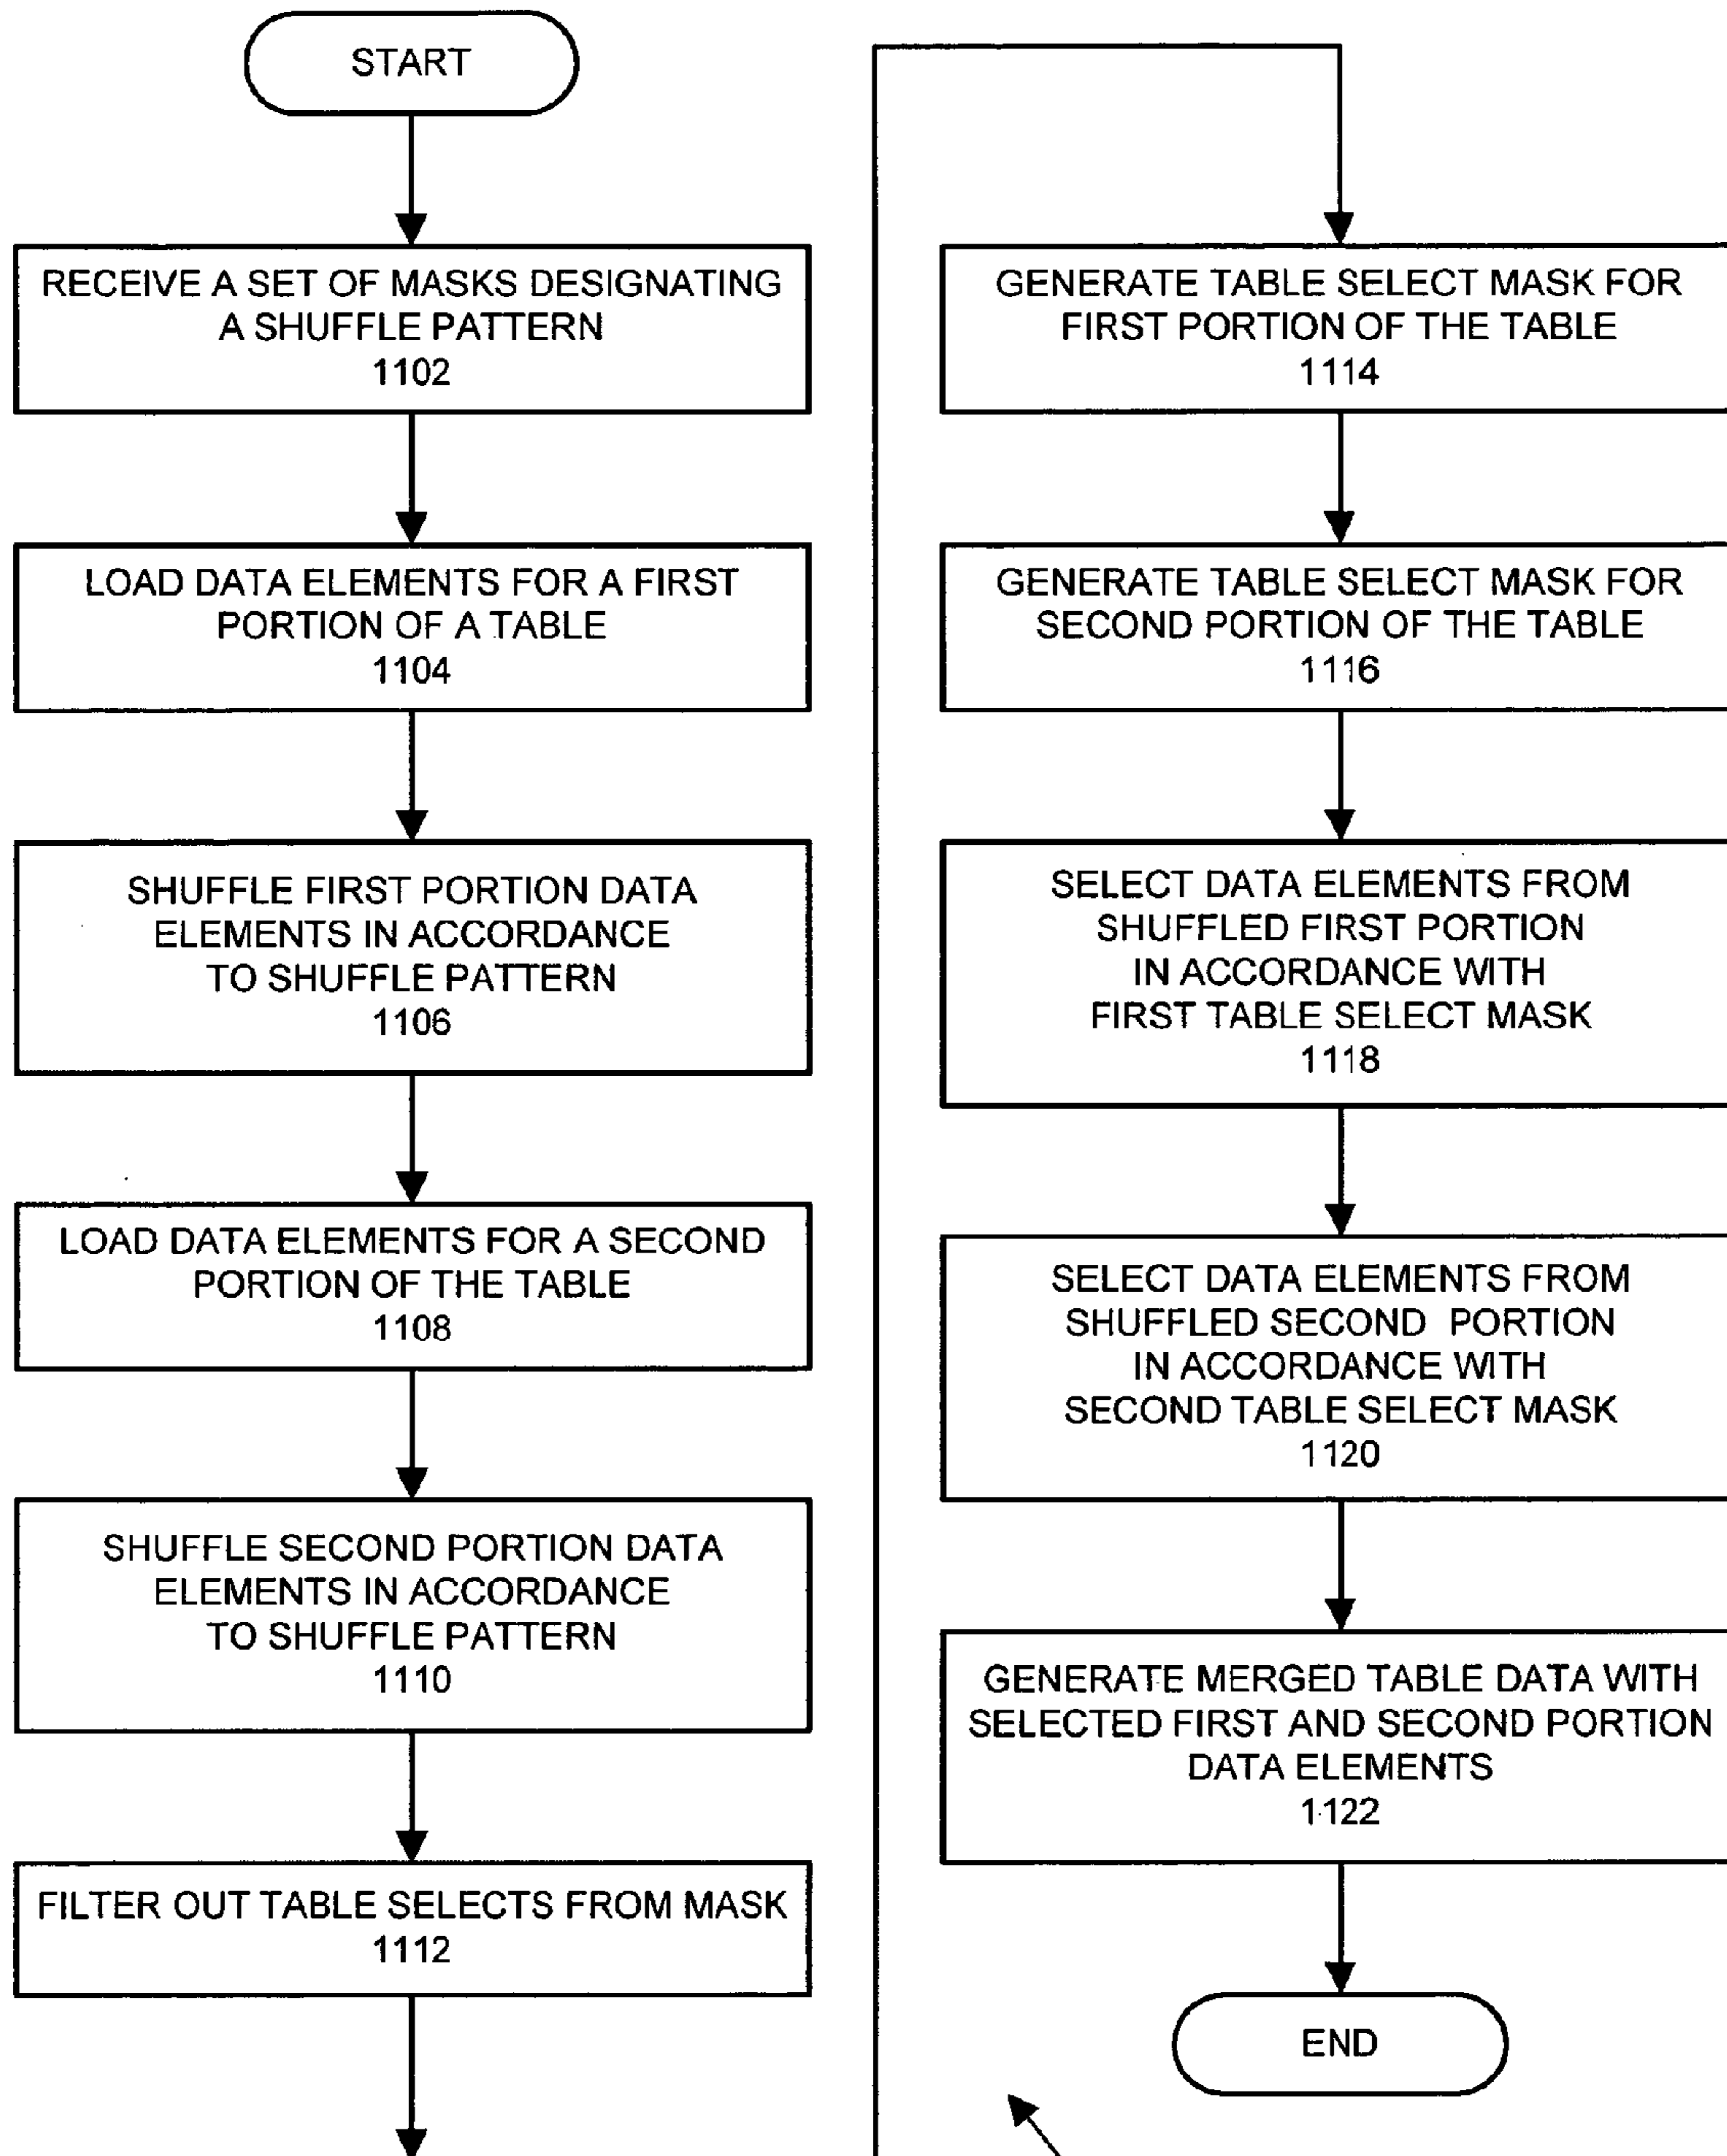 START
RECEIVE A SET OF MASKS DESIGNATING
A SHUFFLE PATTERN
1102
LOAD DATA ELEMENTS FOR A FIRST
PORTION OF A TABLE
1104
SHUFFLE FIRST PORTION DATA
ELEMENTS IN ACCORDANCE
TO SHUFFLE PATTERN
1106
LOAD DATA ELEMENTS FOR A SECOND
PORTION OF THE TABLE
1108
SHUFFLE SECOND PORTION DATA
ELEMENTS IN ACCORDANCE
TO SHUFFLE PATTERN
1110
FILTER OUT TABLE SELECTS FROM MASK
1112
GENERATE TABLE SELECT MASK FOR
FIRST PORTION OF THE TABLE
1114
GENERATE TABLE SELECT MASK FOR
SECOND PORTION OF THE TABLE
1116
SELECT DATA ELEMENTS FROM
SHUFFLED FIRST PORTION
IN ACCORDANCE WITH
FIRST TABLE SELECT MASK
1118
SELECT DATA ELEMENTS FROM
SHUFFLED SECOND PORTION
IN ACCORDANCE WITH
SECOND TABLE SELECT MASK
1120
GENERATE MERGED TABLE DATA WITH
SELECTED FIRST AND SECOND PORTION
DATA ELEMENTS
1122
END